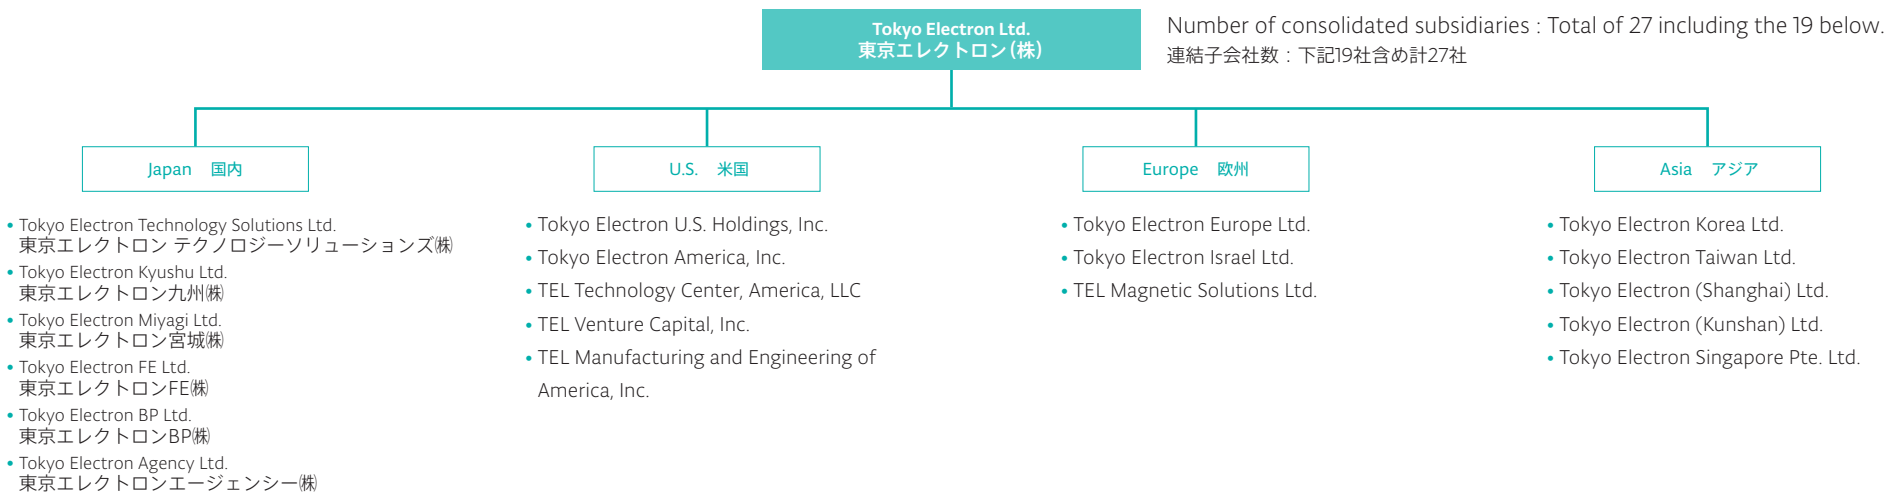 Tokyo Electron Ltd.
東京エレクトロン(株)
Number of consolidated subsidiaries : Total of 27 including the 19 below.
連結子会社数：下記19社含め計27社
Japan 国内
• Tokyo Electron Technology Solutions Ltd.
東京エレクトロン テクノロジーソリューションズ㈱
• Tokyo Electron Kyushu Ltd.
東京エレクトロン九州㈱
• Tokyo Electron Miyagi Ltd.
東京エレクトロン宮城㈱
• Tokyo Electron FE Ltd.
東京エレクトロンFE㈱
• Tokyo Electron BP Ltd.
東京エレクトロンBP㈱
• Tokyo Electron Agency Ltd.
東京エレクトロンエージェンシー㈱
U.S. 米国
• Tokyo Electron U.S. Holdings, Inc.
• Tokyo Electron America, Inc.
• TEL Technology Center, America, LLC
• TEL Venture Capital, Inc.
• TEL Manufacturing and Engineering of
America, Inc.
Europe 欧州
• Tokyo Electron Europe Ltd.
• Tokyo Electron Israel Ltd.
• TEL Magnetic Solutions Ltd.
Asia アジア
• Tokyo Electron Korea Ltd.
• Tokyo Electron Taiwan Ltd.
• Tokyo Electron (Shanghai) Ltd.
• Tokyo Electron (Kunshan) Ltd.
• Tokyo Electron Singapore Pte. Ltd.